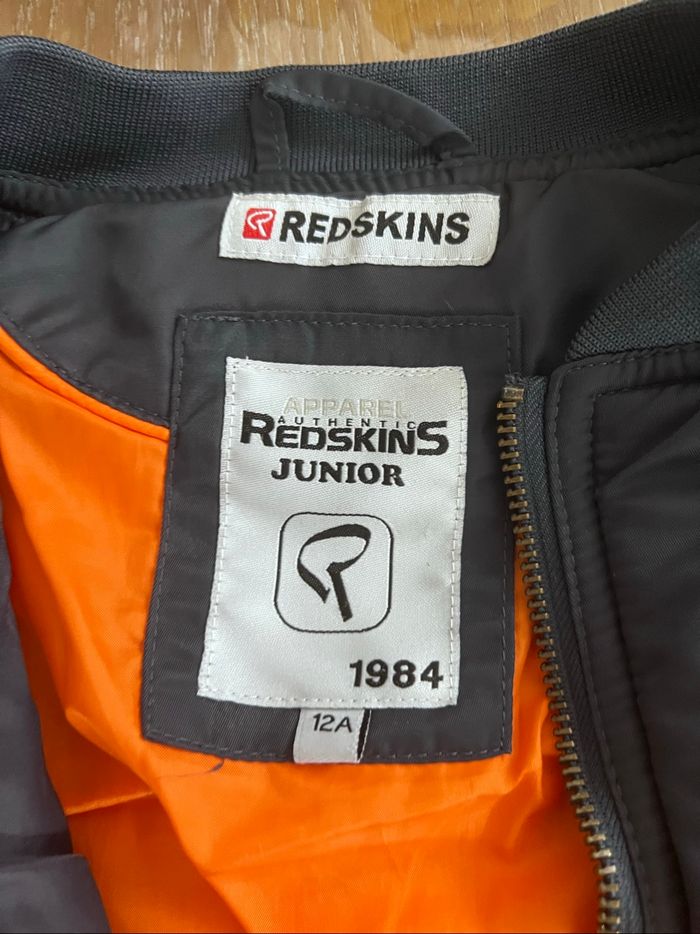 REDSKINS
APPAREL
AUTHENTIC
REDSKINS
JUNIOR
1984
12A